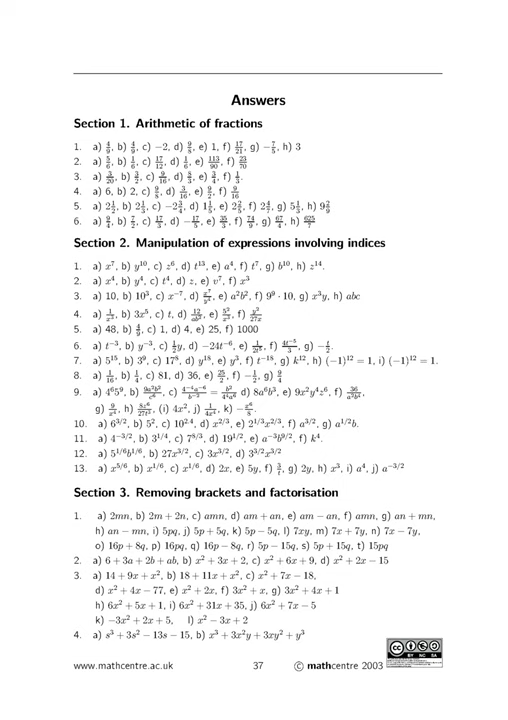 Answers
Section 1. Arithmetic of fractions
1. a) 4/9, b) 4/9, c) −2, d) 9/8, e) 1, f) 17/21, g) −7/5, h) 3
2. a) 5/6, b) 1/6, c) 17/12, d) 1/6, e) 113/90, f) 23/70
3. a) 3/20, b) 3/2, c) 9/16, d) 8/3, e) 3/4, f) 1/3.
4. a) 6, b) 2, c) 9/8, d) 3/16, e) 9/2, f) 9/16
5. a) 2 1/2, b) 2 1/3, c) −2 3/4, d) 1 1/5, e) 2 2/5, f) 2 4/7, g) 5 1/3, h) 9 2/9
6. a) 9/4, b) 7/2, c) 17/3, d) −17/5, e) 35/3, f) 74/9, g) 67/4, h) 625/7
Section 2. Manipulation of expressions involving indices
1. a) x^7, b) y^10, c) z^6, d) t^13, e) a^4, f) t^7, g) b^10, h) z^14.
2. a) x^4, b) y^4, c) t^4, d) z, e) v^7, f) x^3
3. a) 10, b) 10^3, c) x^−7, d) x^7/y^4, e) a^2b^2, f) 9^9 · 10, g) x^3y, h) abc
4. a) 1/x^3, b) 3x^5, c) t, d) 12/ab^2, e) 5^2/x^3, f) y^2/27x
5. a) 48, b) 4/9, c) 1, d) 4, e) 25, f) 1000
6. a) t^−3, b) y^−3, c) 1/2 y, d) −24t^−6, e) 1/2t^5, f) 4t^−5/3, g) −t/2.
7. a) 5^15, b) 3^9, c) 17^8, d) y^18, e) y^3, f) t^−18, g) k^12, h) (−1)^12 = 1, i) (−1)^12 = 1.
8. a) 1/16, b) 1/4, c) 81, d) 36, e) 25/2, f) −1/2, g) 9/4
9. a) 4^6 5^9, b) 9a^2b^2/c^6, c) 4^−4a^−6/b^−2 = b^2/4^4a^6 d) 8a^6b^3, e) 9x^2y^4z^6, f) 36/a^2b^4,
g) 9/x^4, h) 8x^6/27t^3, (i) 4x^2, j) 1/4x^4, k) −x^6/8.
10. a) 6^3/2, b) 5^2, c) 10^2.4, d) x^2/3, e) 2^1/3x^2/3, f) a^3/2, g) a^1/2b.
11. a) 4^−3/2, b) 3^1/4, c) 7^8/3, d) 19^1/2, e) a^−3b^9/2, f) k^4.
12. a) 5^1/6b^1/6, b) 27x^3/2, c) 3x^3/2, d) 3^3/2x^3/2
13. a) x^5/6, b) x^1/6, c) x^1/6, d) 2x, e) 5y, f) 3/t, g) 2y, h) x^3, i) a^4, j) a^−3/2
Section 3. Removing brackets and factorisation
1. a) 2mn, b) 2m + 2n, c) amn, d) am + an, e) am − an, f) amn, g) an + mn,
h) an − mn, i) 5pq, j) 5p + 5q, k) 5p − 5q, l) 7xy, m) 7x + 7y, n) 7x − 7y,
o) 16p + 8q, p) 16pq, q) 16p − 8q, r) 5p − 15q, s) 5p + 15q, t) 15pq
2. a) 6 + 3a + 2b + ab, b) x^2 + 3x + 2, c) x^2 + 6x + 9, d) x^2 + 2x − 15
3. a) 14 + 9x + x^2, b) 18 + 11x + x^2, c) x^2 + 7x − 18,
d) x^2 + 4x − 77, e) x^2 + 2x, f) 3x^2 + x, g) 3x^2 + 4x + 1
h) 6x^2 + 5x + 1, i) 6x^2 + 31x + 35, j) 6x^2 + 7x − 5
k) −3x^2 + 2x + 5, l) x^2 − 3x + 2
4. a) s^3 + 3s^2 − 13s − 15, b) x^3 + 3x^2y + 3xy^2 + y^3
www.mathcentre.ac.uk 37 © mathcentre 2003
cc BY NC SA